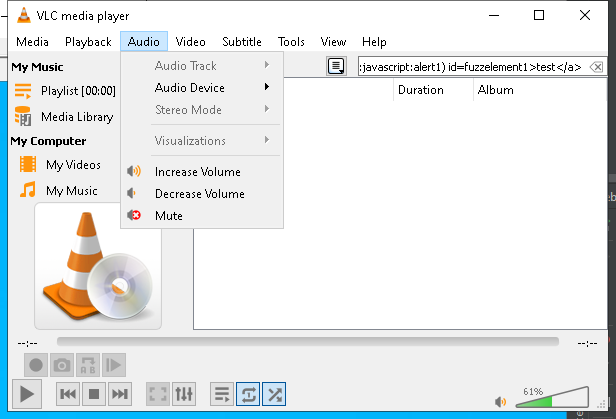 VLC media player
Media Playback Audio Video Subtitle Tools View Help
My Music
:javascript:alert1) id=fuzzelement1>test</a>
Playlist [00:00]
Media Library
My Computer
My Videos
My Music
Audio Track
Audio Device
Stereo Mode
Visualizations
Increase Volume
Decrease Volume
Mute
Duration Album
--:-- --:--
61%